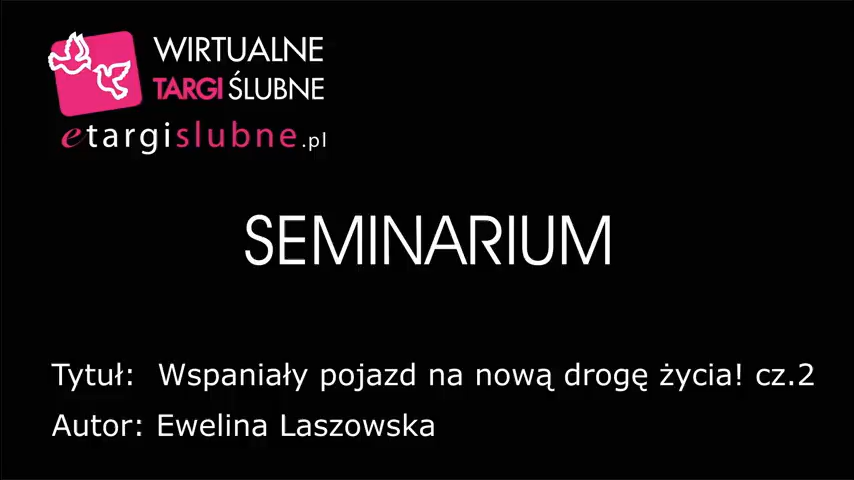 WIRTUALNE
TARGI ŚLUBNE
etargislubne.pl
SEMINARIUM
Tytuł: Wspaniały pojazd na nową drogę życia! cz.2
Autor: Ewelina Laszowska